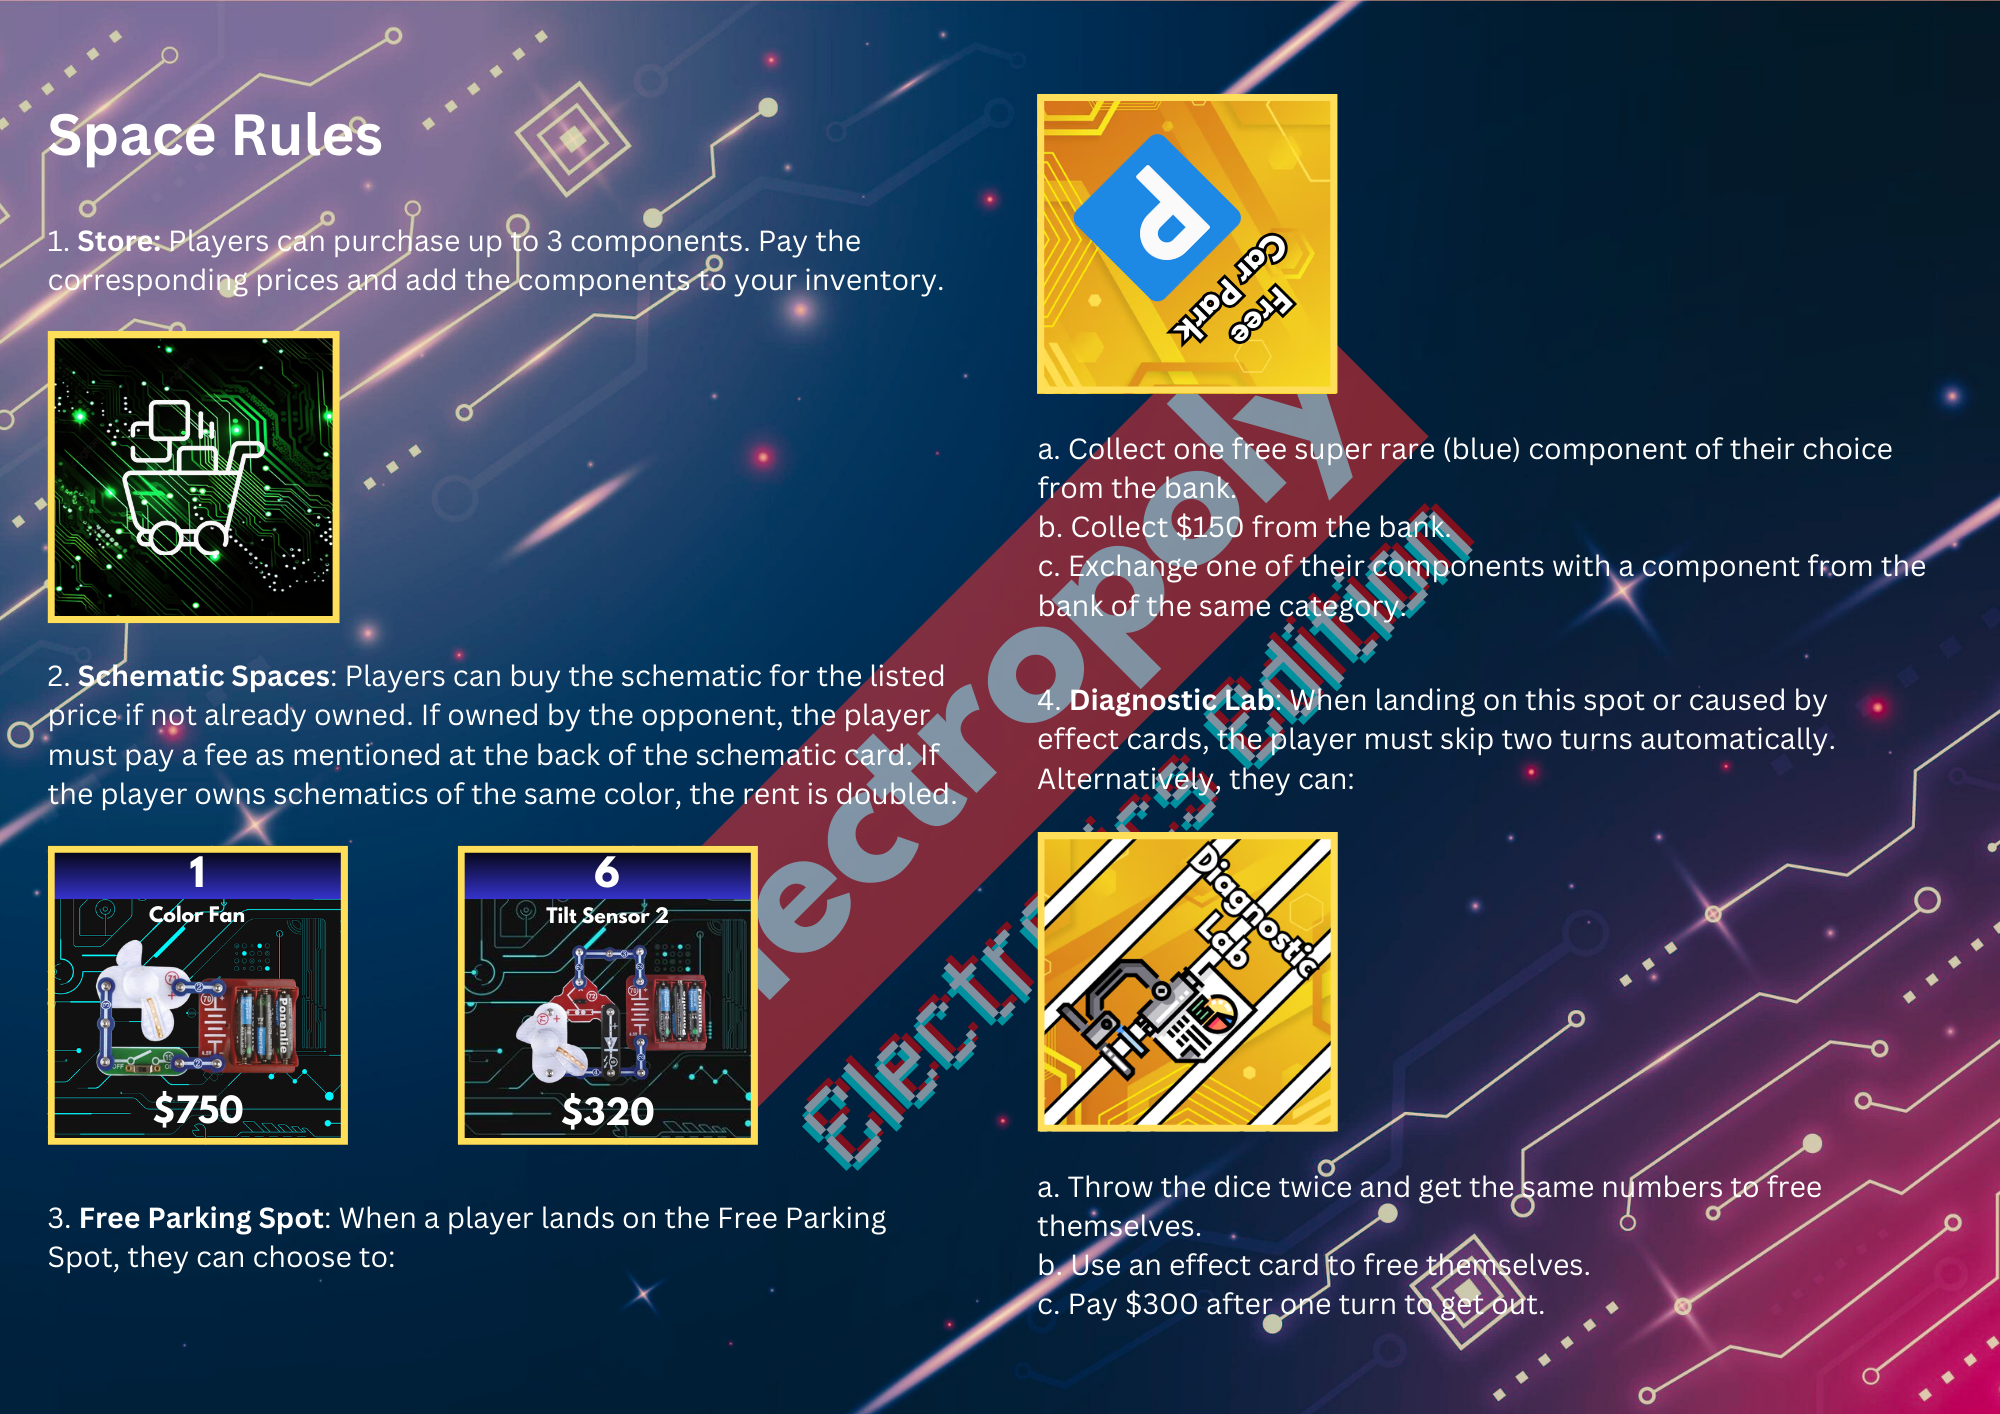 Space Rules
1. Store: Players can purchase up to 3 components. Pay the
corresponding prices and add the components to your inventory.
2. Schematic Spaces: Players can buy the schematic for the listed
price if not already owned. If owned by the opponent, the player
must pay a fee as mentioned at the back of the schematic card. If
the player owns schematics of the same color, the rent is doubled.
1
Color Fan
$750
6
Tilt Sensor 2
$320
3. Free Parking Spot: When a player lands on the Free Parking
Spot, they can choose to:
P
Free
Car Park
a. Collect one free super rare (blue) component of their choice
from the bank.
b. Collect $150 from the bank.
c. Exchange one of their components with a component from the
bank of the same category.
4. Diagnostic Lab: When landing on this spot or caused by
effect cards, the player must skip two turns automatically.
Alternatively, they can:
Diagnostic
Lab
a. Throw the dice twice and get the same numbers to free
themselves.
b. Use an effect card to free themselves.
c. Pay $300 after one turn to get out.
lectropoly
Electronics Edition